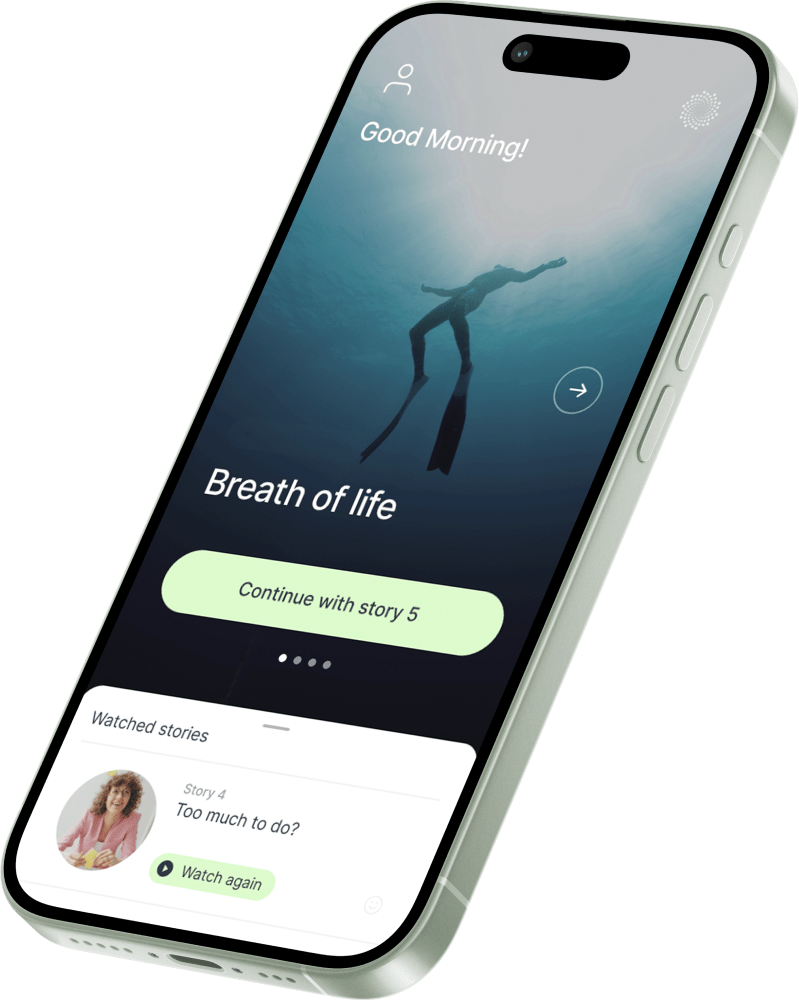 Good Morning!
Breath of life
Continue with story 5
Watched stories
Story 4
Too much to do?
Watch again